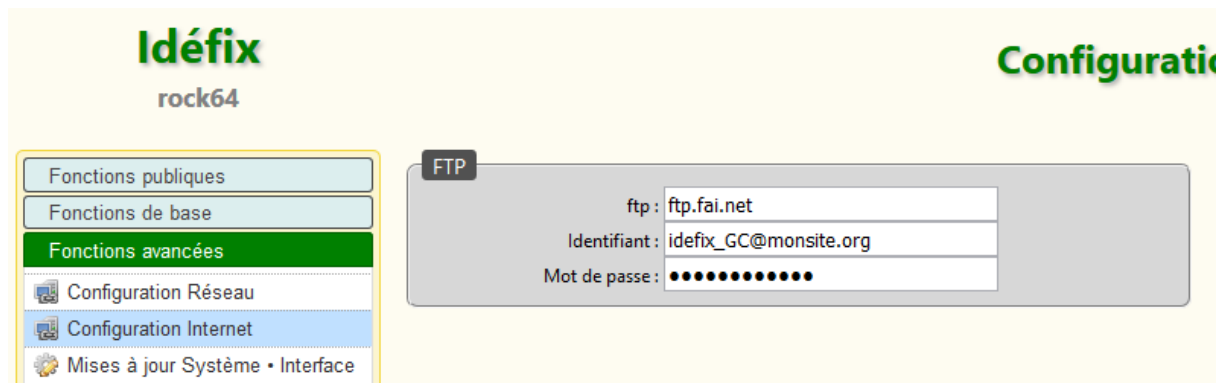 Idéfix
rock64
Configuratio
Fonctions publiques
Fonctions de base
Fonctions avancées
Configuration Réseau
Configuration Internet
Mises à jour Système • Interface
FTP
ftp : ftp.fai.net
Identifiant : idefix_GC@monsite.org
Mot de passe : ●●●●●●●●●●●●